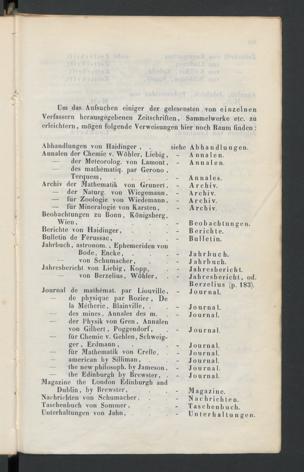 Um das Aufsuchen einiger der gelesensten von einzelnen
Verfassern herausgegebenen Zeitschriften, Sammelworke etc. zu
erleichtern, mögen folgende Verweisungen hier noch Raum finden:
Abhandlungen von Haidinger, siehe Abhandlungen.
Annalen der Chemie v. Wöhler, Liebig, - Annalen.
— der Meteorolog. von Lamont, - Annalen.
— des mathématiq. par Gerono,
Terquem, - Annales.
Archiv der Mathematik von Grunert, - Archiv.
— der Naturg. von Wiegemann, - Archiv.
— für Zoologie von Wiedemann, - Archiv.
— für Mineralogie von Karsten, - Archiv.
Beobachtungen zu Bonn, Königsberg,
Wien, - Beobachtungen.
Berichte von Haidinger, - Berichte.
Bulletin de Ferussac, - Bulletin.
Jahrbuch, astronom., Ephemeriden von
Bode, Encke, - Jahrbuch.
— von Schumacher, - Jahrbuch.
Jahresbericht von Liebig, Kopp, - Jahresbericht.
— von Berzelius, Wöhler, - Jahresbericht, od.
Berzelius (p. 183).
Journal de mathémat. par Liouville, - Journal.
— de physique par Rozier, De
la Métherie, Blainville, - Journal.
— des mines, Annales des m. - Journal.
— der Physik von Gren, Annalen
von Gilbert, Poggendorf, - Journal.
— für Chemie v. Gehlen, Schweig-
ger, Erdmann, - Journal.
— für Mathematik von Crelle, - Journal.
— american by Silliman, - Journal.
— the new philosoph. by Jameson, - Journal.
— the Edinburgh by Brewster, - Journal.
Magazine the London Edinburgh and
Dublin, by Brewster, - Magazine.
Nachrichten von Schumacher, - Nachrichten.
Taschenbuch von Sommer, - Taschenbuch.
Unterhaltungen von Jahn, - Unterhaltungen.